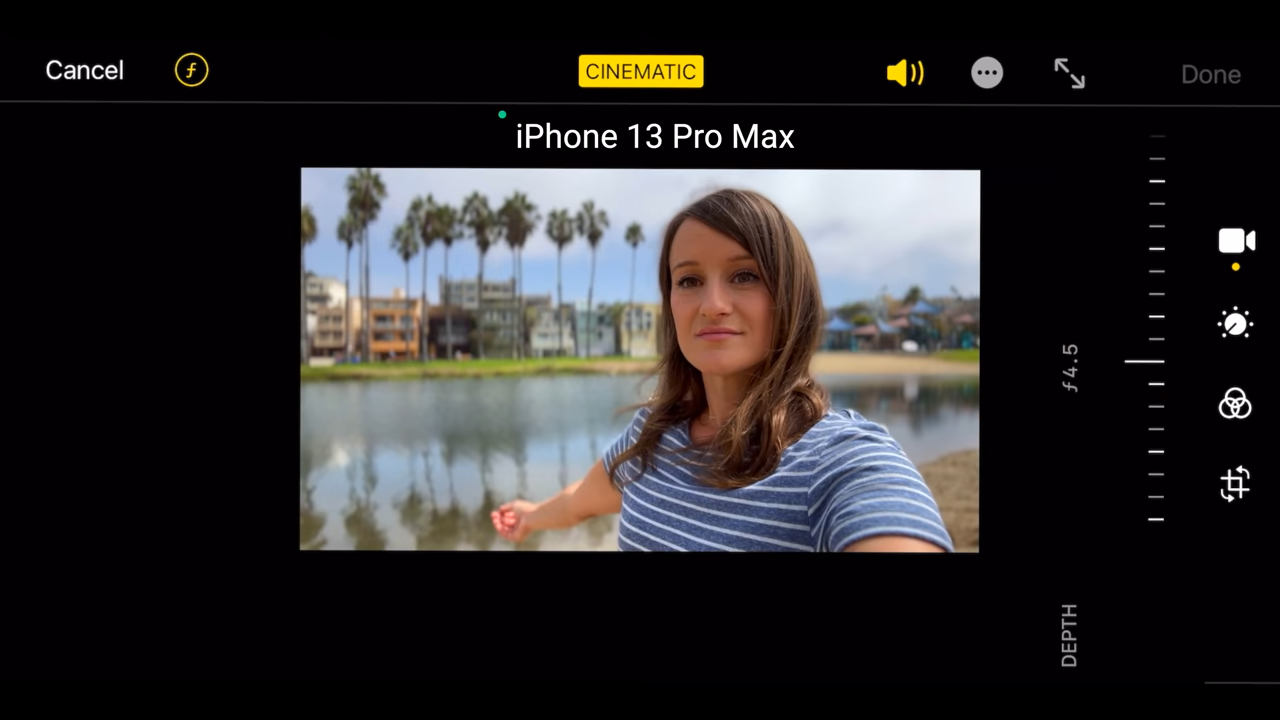 Cancel
CINEMATIC
Done
iPhone 13 Pro Max
ƒ4.5
DEPTH